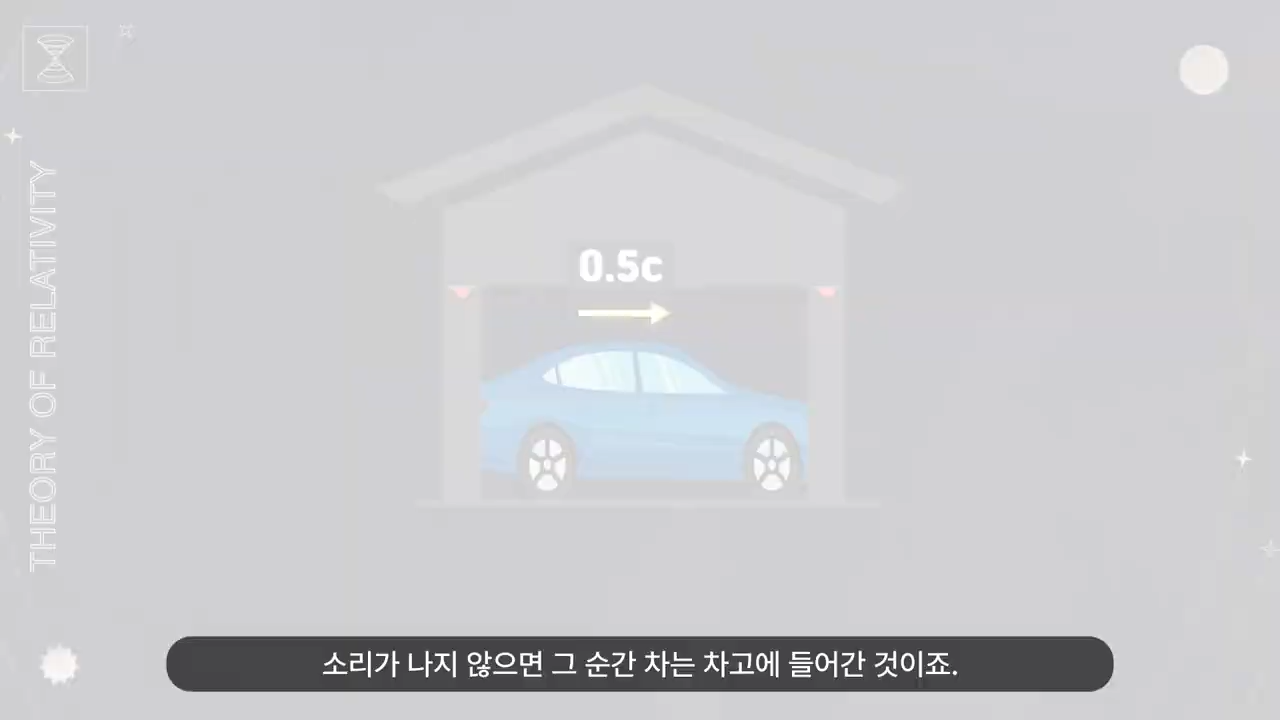 THEORY OF RELATIVITY
0.5c
소리가 나지 않으면 그 순간 차는 차고에 들어간 것이죠.